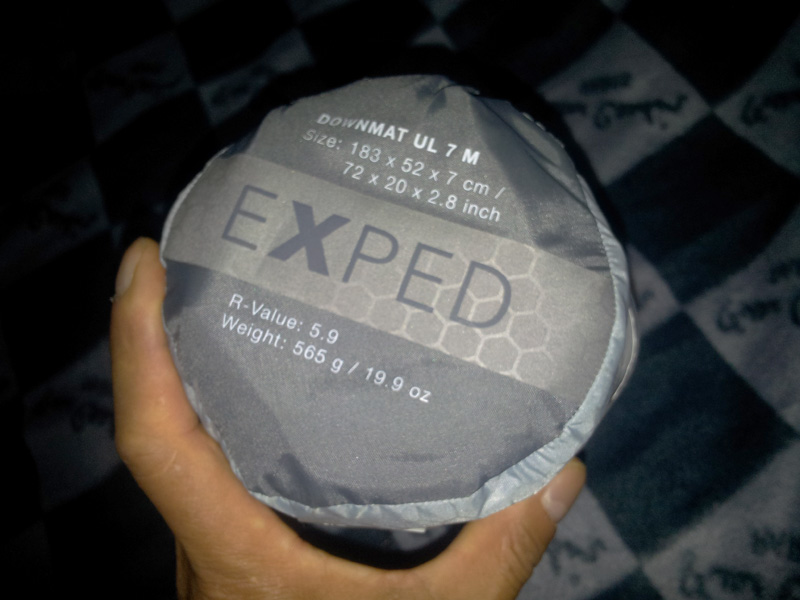 DOWNMAT UL 7 M
Size: 183 x 52 x 7 cm /
72 x 20 x 2.8 inch
EXPED
R-Value: 5.9
Weight: 565 g / 19.9 oz